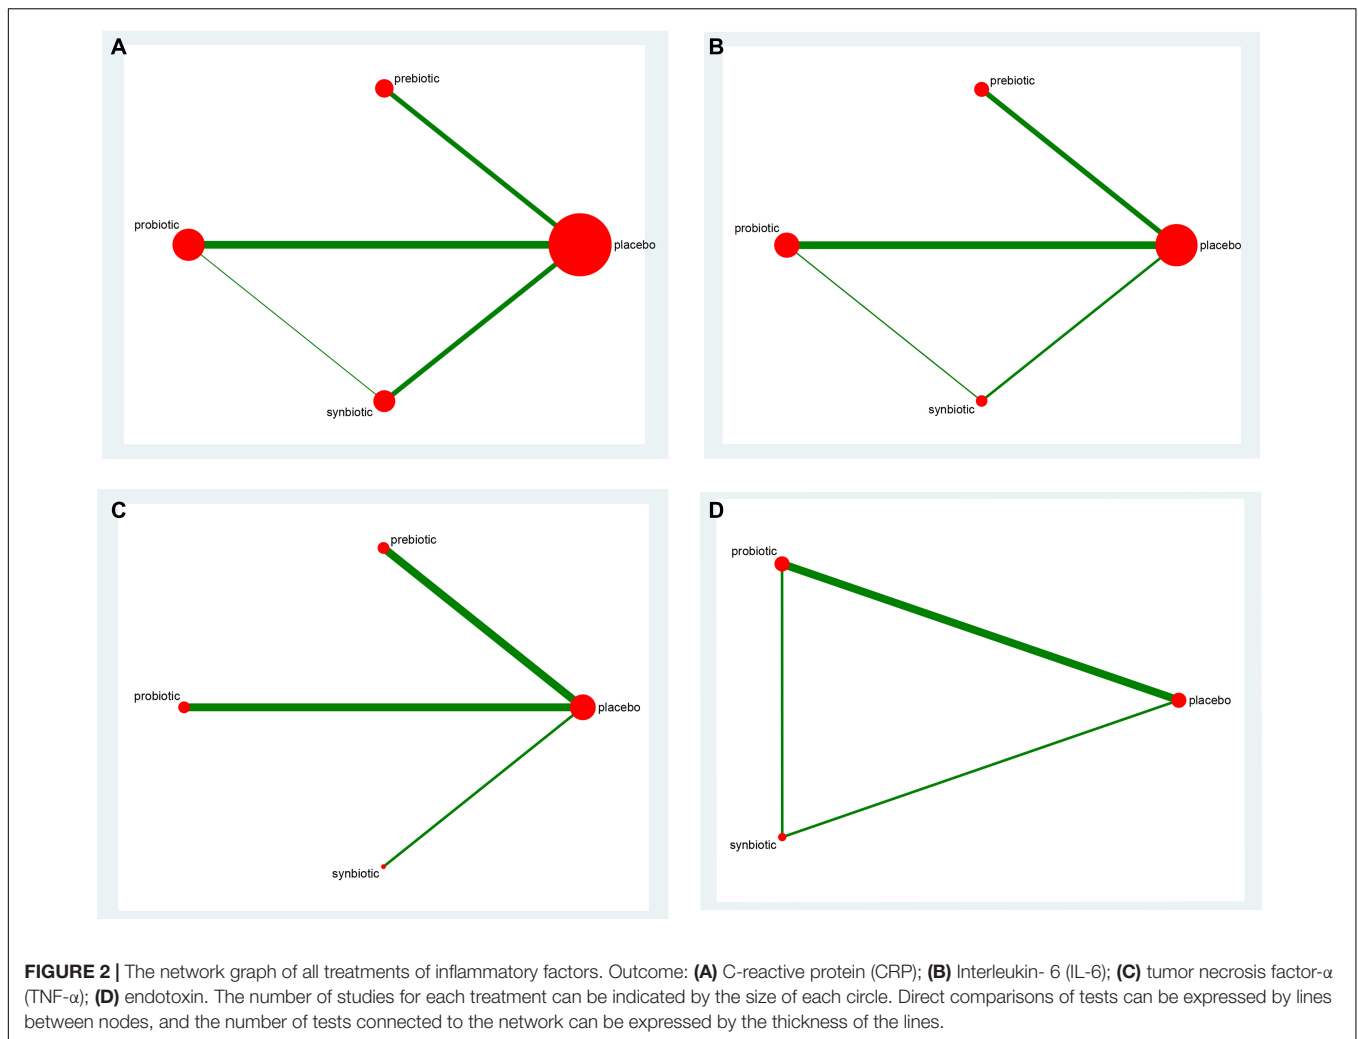 A
prebiotic
probiotic
placebo
synbiotic
B
prebiotic
probiotic
placebo
synbiotic
C
prebiotic
probiotic
placebo
synbiotic
D
probiotic
placebo
synbiotic
FIGURE 2 | The network graph of all treatments of inflammatory factors. Outcome: (A) C-reactive protein (CRP); (B) Interleukin- 6 (IL-6); (C) tumor necrosis factor-α
(TNF-α); (D) endotoxin. The number of studies for each treatment can be indicated by the size of each circle. Direct comparisons of tests can be expressed by lines
between nodes, and the number of tests connected to the network can be expressed by the thickness of the lines.